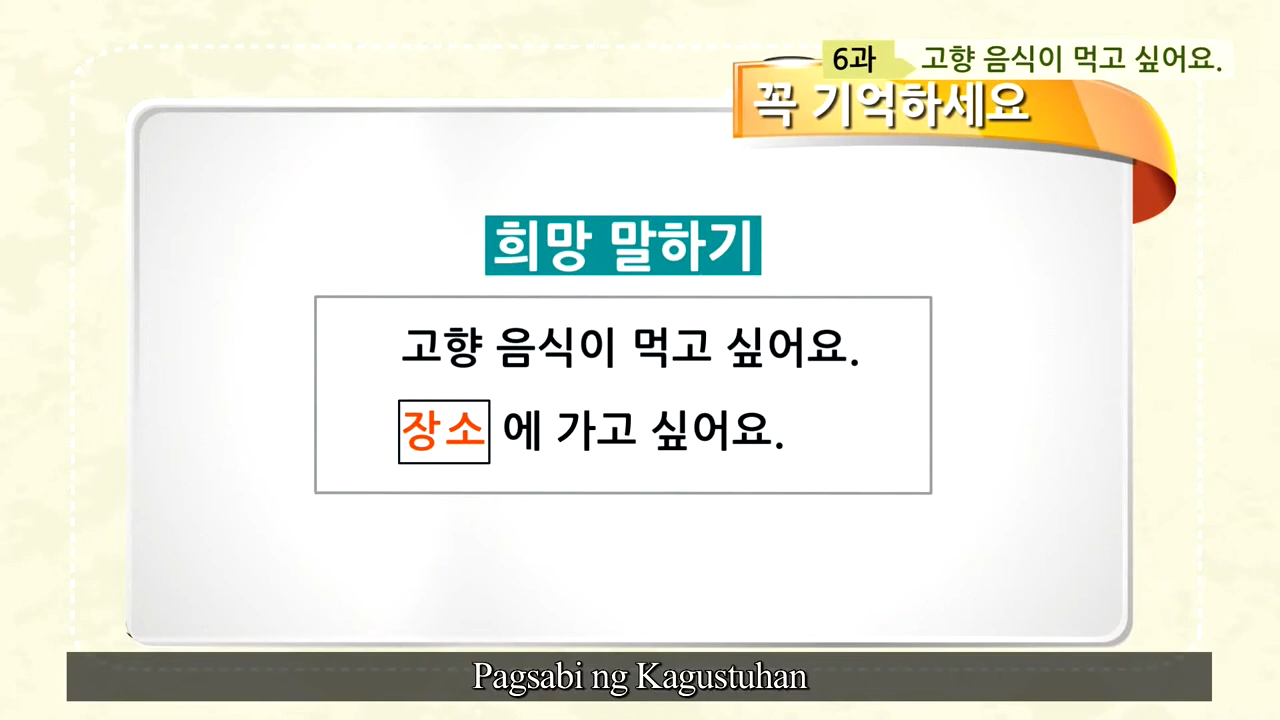 6과 고향 음식이 먹고 싶어요.
꼭 기억하세요
희망 말하기
고향 음식이 먹고 싶어요.
장소 에 가고 싶어요.
Pagsabi ng Kagustuhan